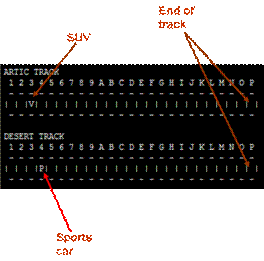 End of
track
SUV
ARTIC TRACK
1 2 3 4 5 6 7 8 9 A B C D E F G H I J K L M N O P
- - - - - - - - - - - - - - - - - - - - - - - - -
| | |V| | | | | | | | | | | | | | | | | | | | | |
- - - - - - - - - - - - - - - - - - - - - - - - -
DESERT TRACK
1 2 3 4 5 6 7 8 9 A B C D E F G H I J K L M N O P
- - - - - - - - - - - - - - - - - - - - - - - - -
| | | |P| | | | | | | | | | | | | | | | | | | | |
- - - - - - - - - - - - - - - - - - - - - - - - -
Sports
car